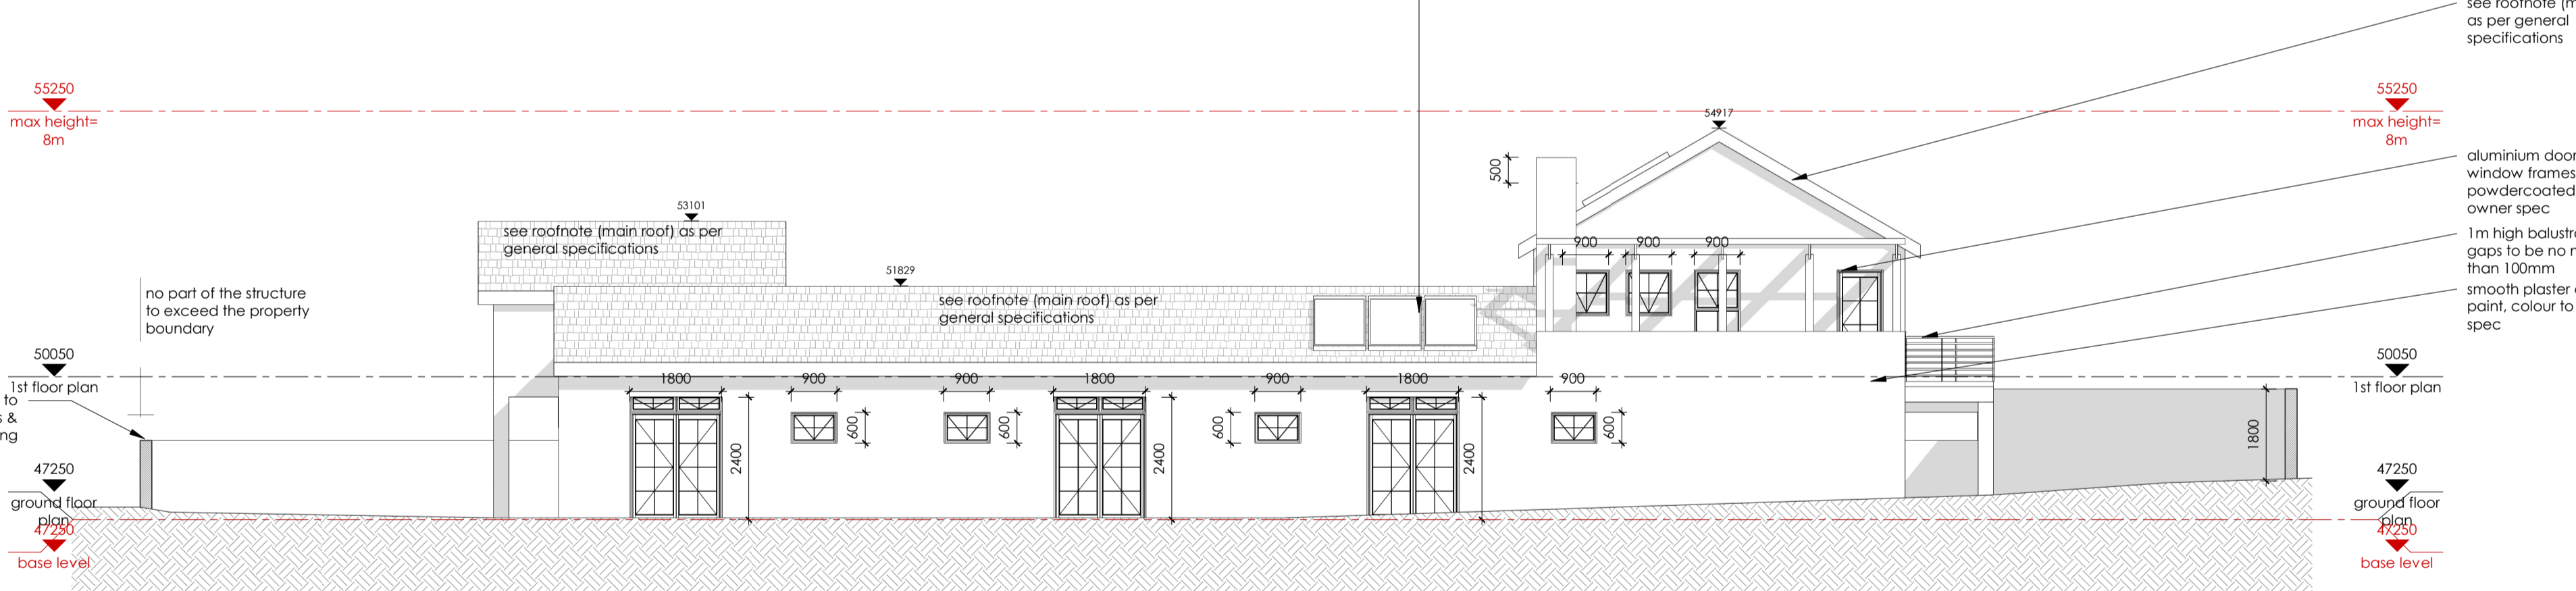 see roofnote (m
as per general
specifications
55250
max height=
8m
55250
max height=
8m
54917
500
aluminium door
window frames
powdercoated
owner spec
53101
see roofnote (main roof) as per
general specifications
1m high balustr
gaps to be no
than 100mm
900
900
900
51829
no part of the structure
to exceed the property
boundary
see roofnote (main roof) as per
general specifications
smooth plaster
paint, colour to
spec
50050
1st floor plan
to
&
ng
50050
1st floor plan
1800
900
900
1800
900
1800
900
600
600
600
600
2400
2400
2400
1800
47250
ground floor
plan
47250
base level
47250
ground floor
plan
47250
base level